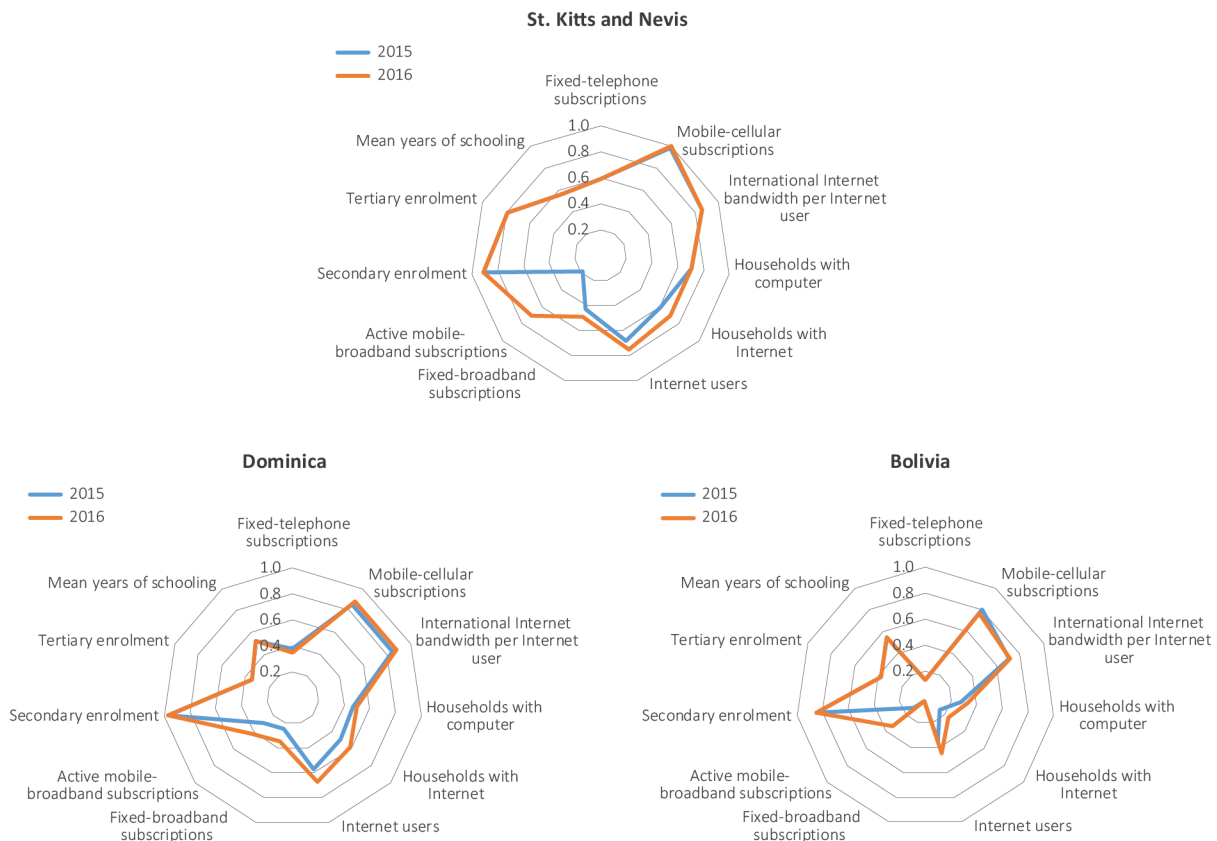 St. Kitts and Nevis
2015
2016
Fixed-telephone
subscriptions
Mobile-cellular
subscriptions
International Internet
bandwidth per Internet
user
Households with
computer
Households with
Internet
Internet users
Fixed-broadband
subscriptions
Active mobile-
broadband subscriptions
Secondary enrolment
Tertiary enrolment
Mean years of schooling
1.0
0.8
0.6
0.4
0.2
Dominica
2015
2016
Fixed-telephone
subscriptions
Mobile-cellular
subscriptions
International Internet
bandwidth per Internet
user
Households with
computer
Households with
Internet
Internet users
Fixed-broadband
subscriptions
Active mobile-
broadband subscriptions
Secondary enrolment
Tertiary enrolment
Mean years of schooling
1.0
0.8
0.6
0.4
0.2
Bolivia
2015
2016
Fixed-telephone
subscriptions
Mobile-cellular
subscriptions
International Internet
bandwidth per Internet
user
Households with
computer
Households with
Internet
Internet users
Fixed-broadband
subscriptions
Active mobile-
broadband subscriptions
Secondary enrolment
Tertiary enrolment
Mean years of schooling
1.0
0.8
0.6
0.4
0.2